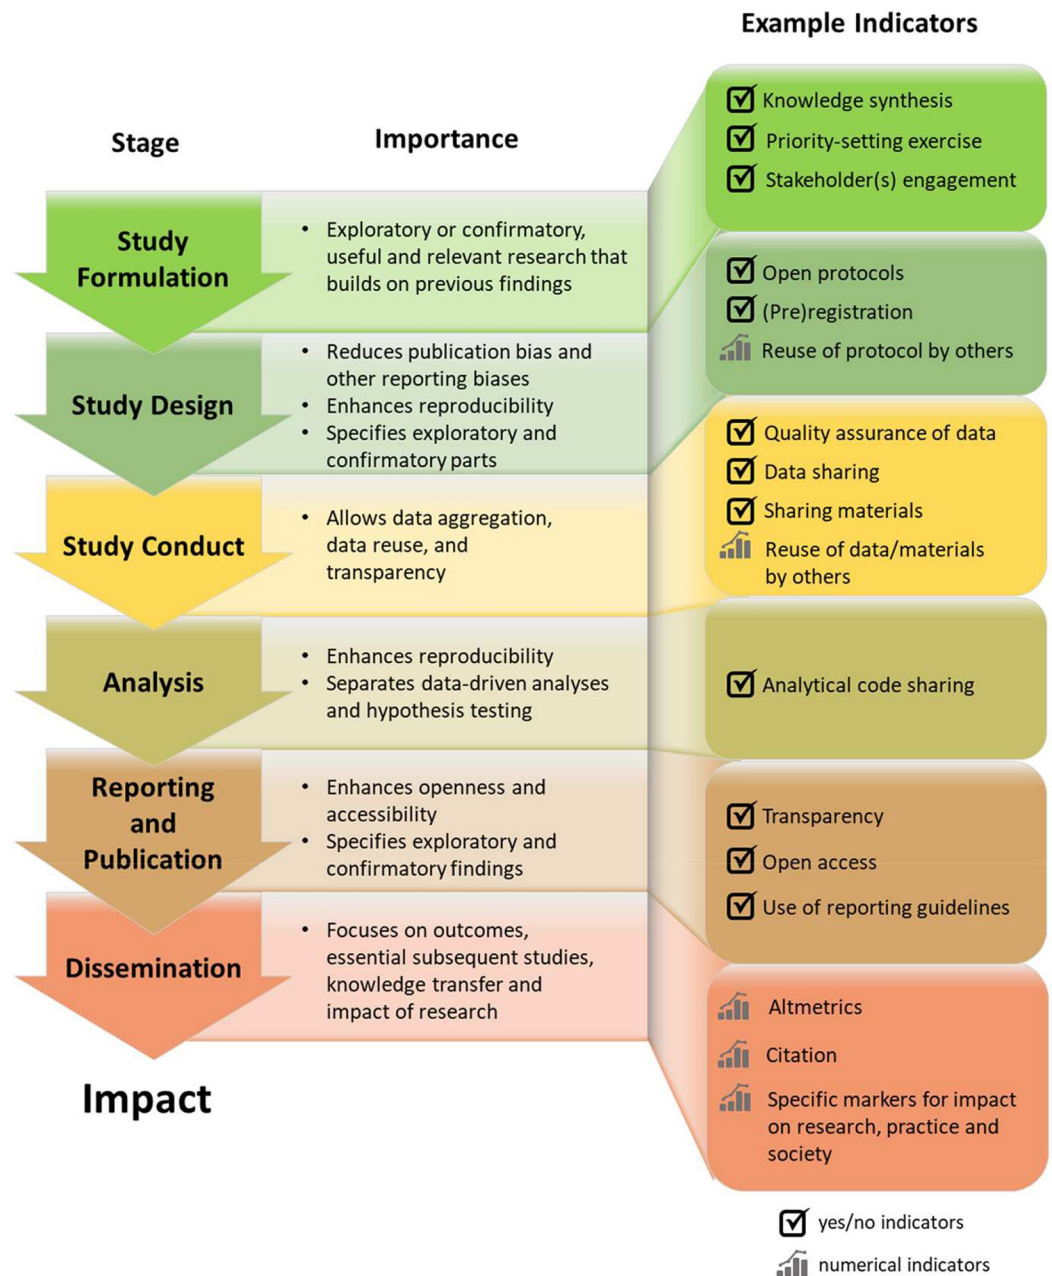 Example Indicators
Stage
Importance
Study
Formulation
• Exploratory or confirmatory,
useful and relevant research that
builds on previous findings
Knowledge synthesis
Priority-setting exercise
Stakeholder(s) engagement
Study Design
• Reduces publication bias and
other reporting biases
• Enhances reproducibility
• Specifies exploratory and
confirmatory parts
Open protocols
(Pre)registration
Reuse of protocol by others
Study Conduct
• Allows data aggregation,
data reuse, and
transparency
Quality assurance of data
Data sharing
Sharing materials
Reuse of data/materials
by others
Analysis
• Enhances reproducibility
• Separates data-driven analyses
and hypothesis testing
Analytical code sharing
Reporting
and
Publication
• Enhances openness and
accessibility
• Specifies exploratory and
confirmatory findings
Transparency
Open access
Use of reporting guidelines
Dissemination
• Focuses on outcomes,
essential subsequent studies,
knowledge transfer and
impact of research
Altmetrics
Citation
Specific markers for impact
on research, practice and
society
Impact
yes/no indicators
numerical indicators